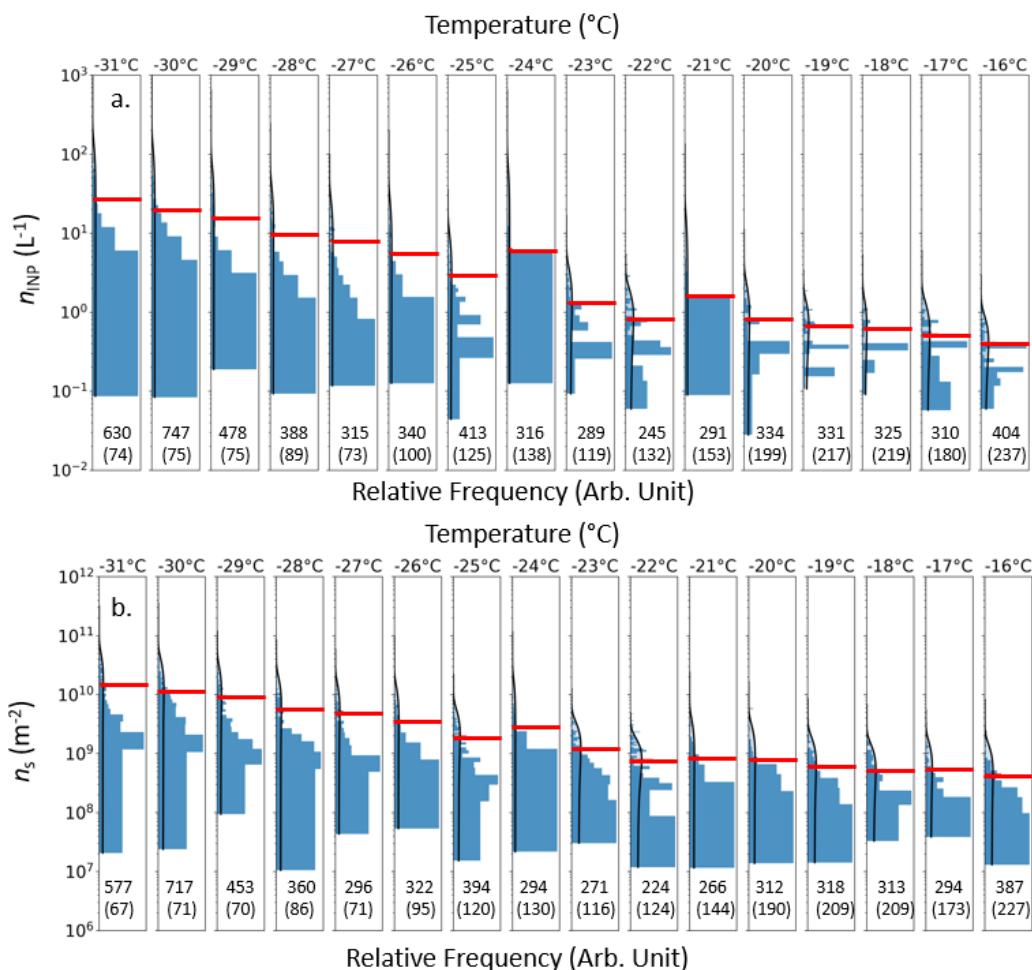 Temperature (°C)
-31°C -30°C -29°C -28°C -27°C -26°C -25°C -24°C -23°C -22°C -21°C -20°C -19°C -18°C -17°C -16°C
a.
10³
10²
10¹
10⁰
10⁻¹
10⁻²
n_INP (L⁻¹)
630 747 478 388 315 340 413 316 289 245 291 334 331 325 310 404
(74) (75) (75) (89) (73) (100) (125) (138) (119) (132) (153) (199) (217) (219) (180) (237)
Relative Frequency (Arb. Unit)
Temperature (°C)
-31°C -30°C -29°C -28°C -27°C -26°C -25°C -24°C -23°C -22°C -21°C -20°C -19°C -18°C -17°C -16°C
b.
10¹²
10¹¹
10¹⁰
10⁹
10⁸
10⁷
10⁶
n_s (m⁻²)
577 717 453 360 296 322 394 294 271 224 266 312 318 313 294 387
(67) (71) (70) (86) (71) (95) (120) (130) (116) (124) (144) (190) (209) (209) (173) (227)
Relative Frequency (Arb. Unit)